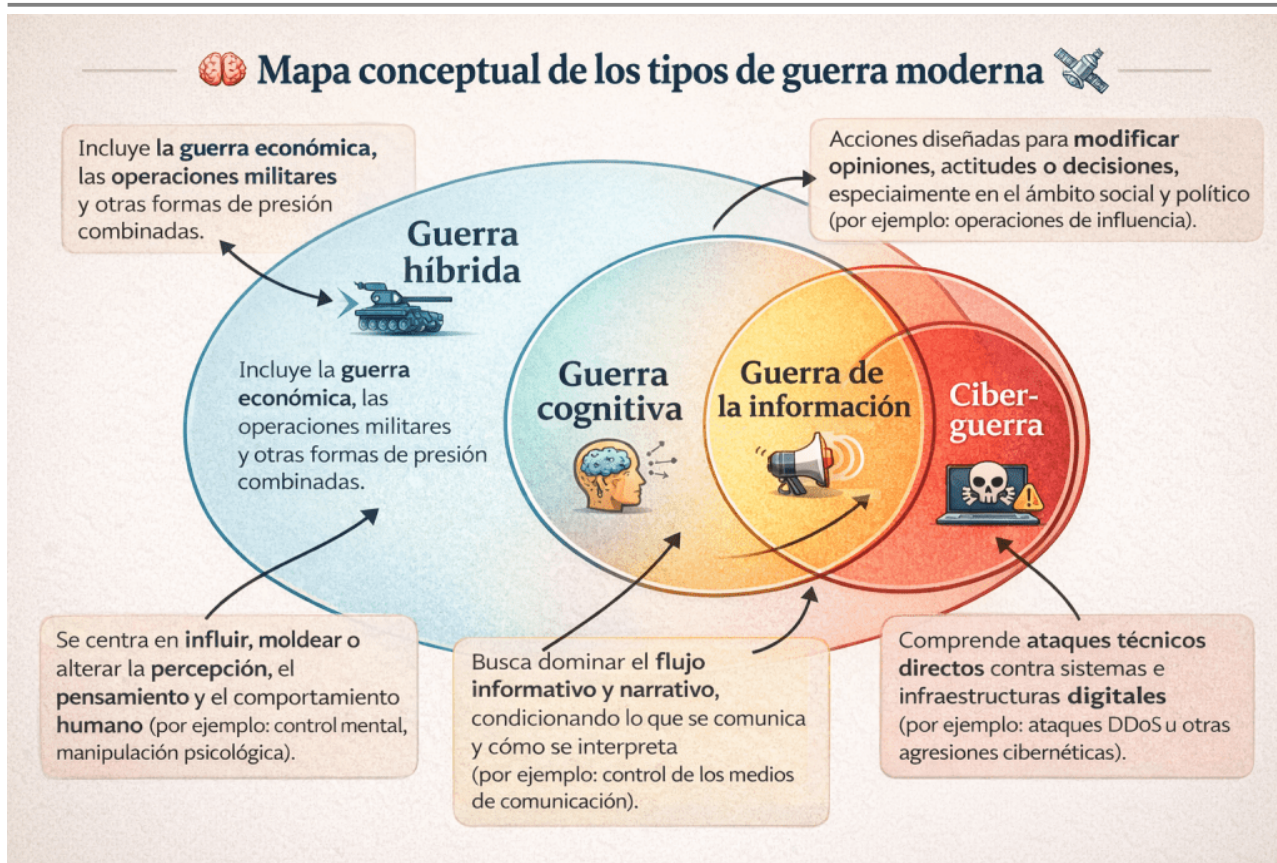 Mapa conceptual de los tipos de guerra moderna
Incluye la guerra económica,
las operaciones militares
y otras formas de presión
combinadas.
Acciones diseñadas para modificar
opiniones, actitudes o decisiones,
especiaimente en el ámbito social y político
(por ejemplo: operaciones de influencia).
Guerra
híbrida
Incluye la guerra
económica, las
operaciones militares
y otras formas de presión
combinadas.
Guerra
cognitiva
Guerra de
la información
Ciber-
guerra
Se centra en influir, moldear o
alterar la percepción, el
pensamiento y el comportamiento
humano (por ejemplo: control mental,
manipulación psicológica).
Busca dominar el flujo
informativo y narrativo,
condicionando lo que se comunica
y cómo se interpreta
(por ejemplo: control de los medios
de comunicación).
Comprende ataques técnicos
directos contra sistemas e
infraestructuras digitales
(por ejemplo: ataques DDoS u otras
agresiones cibernéticas).